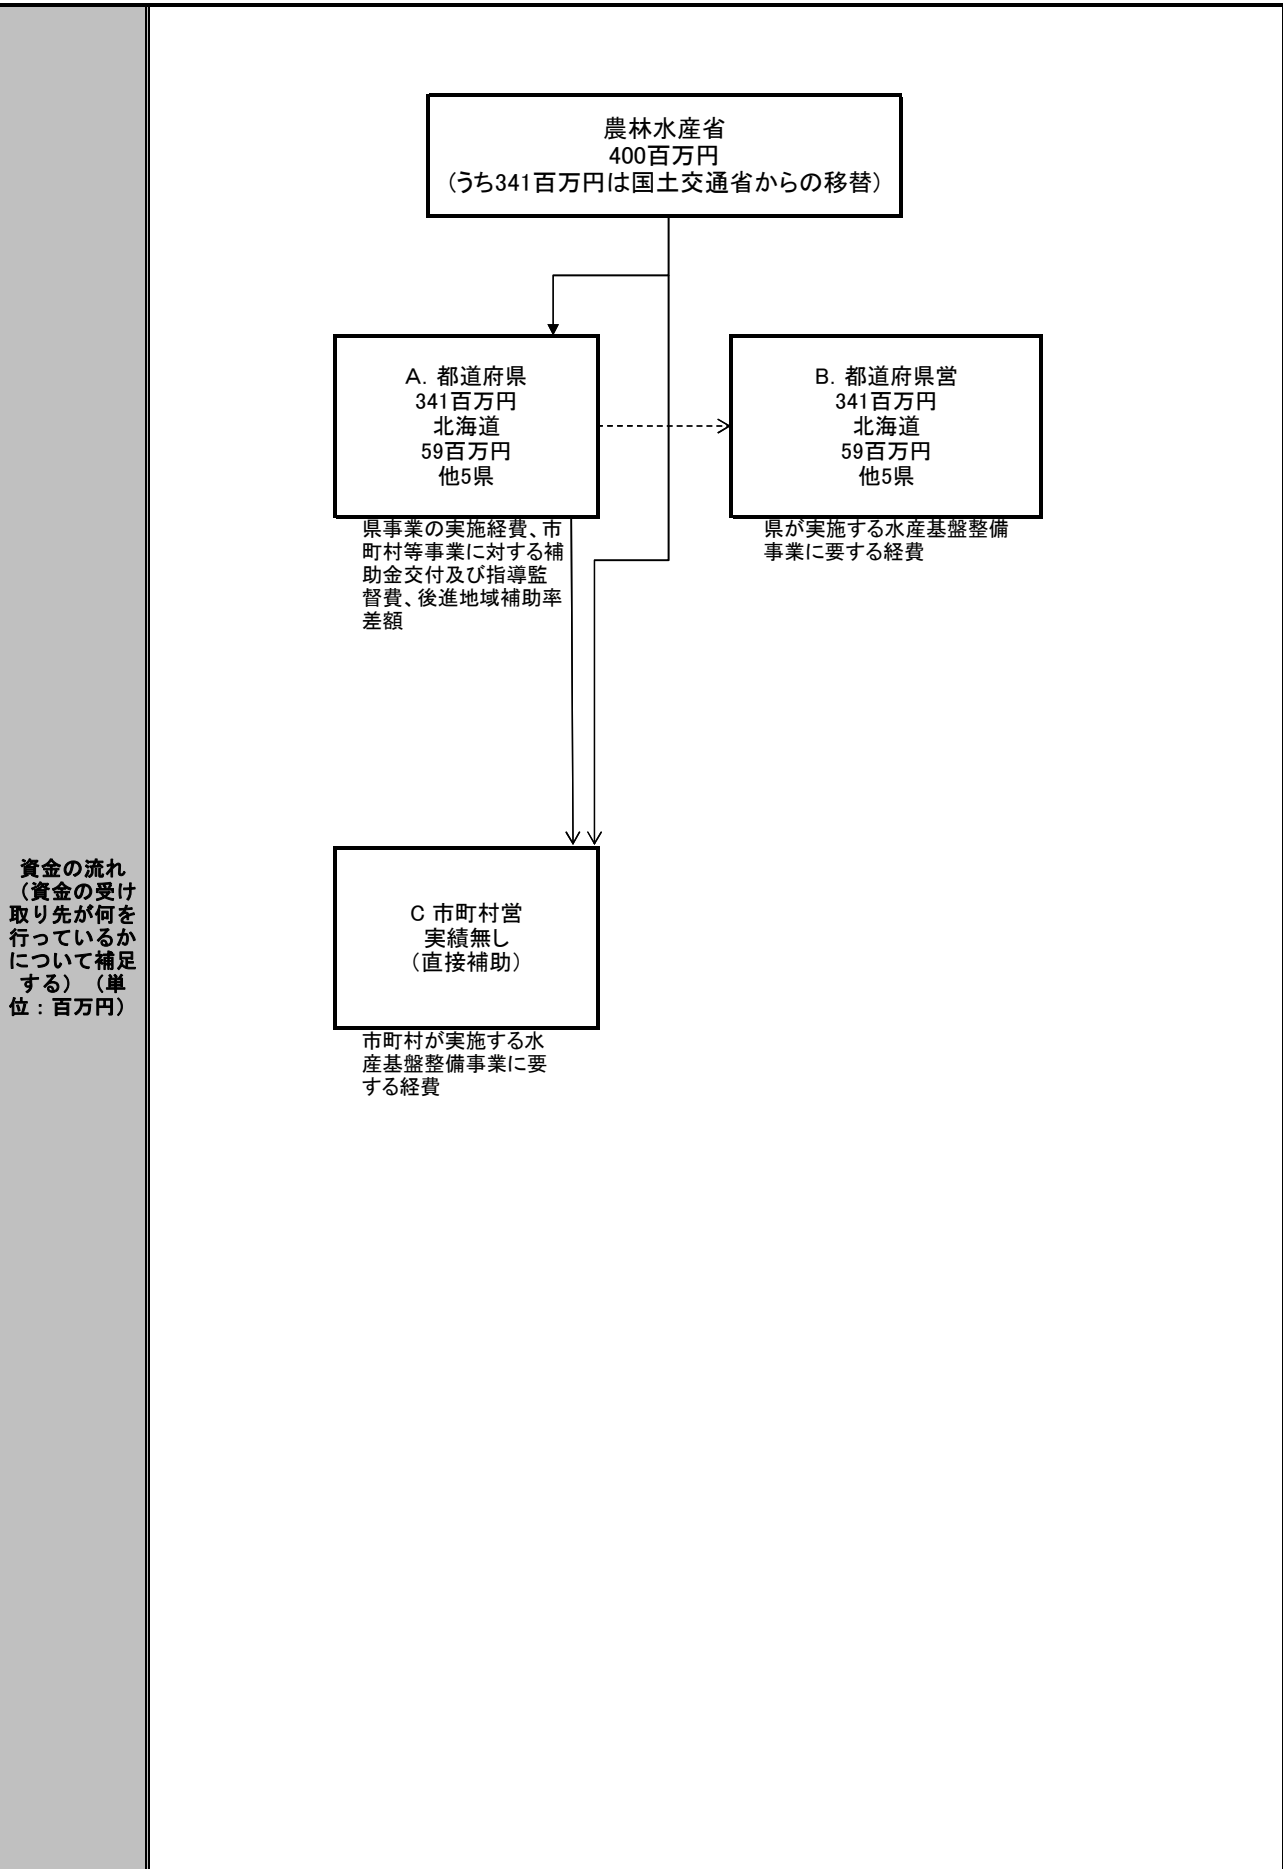 農林水産省
400百万円
(うち341百万円は国土交通省からの移替)
A. 都道府県
341百万円
北海道
59百万円
他5県
B. 都道府県営
341百万円
北海道
59百万円
他5県
県事業の実施経費、市
町村等事業に対する補
助金交付及び指導監
督費、後進地域補助率
差額
県が実施する水産基盤整備
事業に要する経費
資金の流れ
（資金の受け
取り先が何を
行っているか
について補足
する）（単
位：百万円）
C 市町村営
実績無し
（直接補助）
市町村が実施する水
産基盤整備事業に要
する経費